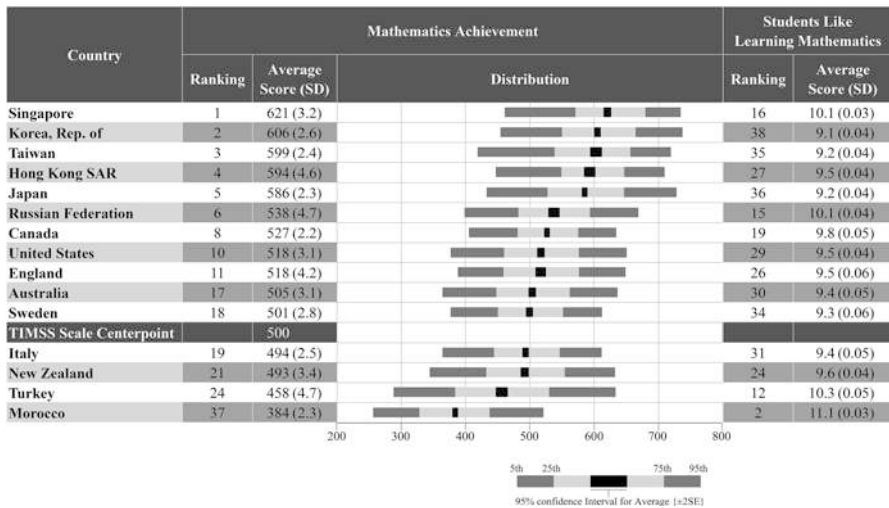 Country Mathematics Achievement Students Like Learning Mathematics
Ranking Average Score (SD) Distribution Ranking Average Score (SD)
Singapore 1 621 (3.2) 16 10.1 (0.03)
Korea, Rep. of 2 606 (2.6) 38 9.1 (0.04)
Taiwan 3 599 (2.4) 35 9.2 (0.04)
Hong Kong SAR 4 594 (4.6) 27 9.5 (0.04)
Japan 5 586 (2.3) 36 9.2 (0.04)
Russian Federation 6 538 (4.7) 15 10.1 (0.04)
Canada 8 527 (2.2) 19 9.8 (0.05)
United States 10 518 (3.1) 29 9.5 (0.04)
England 11 518 (4.2) 26 9.5 (0.06)
Australia 17 505 (3.1) 30 9.4 (0.05)
Sweden 18 501 (2.8) 34 9.3 (0.06)
TIMSS Scale Centerpoint 500
Italy 19 494 (2.5) 31 9.4 (0.05)
New Zealand 21 493 (3.4) 24 9.6 (0.04)
Turkey 24 458 (4.7) 12 10.3 (0.05)
Morocco 37 384 (2.3) 2 11.1 (0.03)
200 300 400 500 600 700 800
5th 25th 75th 95th
95% confidence Interval for Average [±2SE]